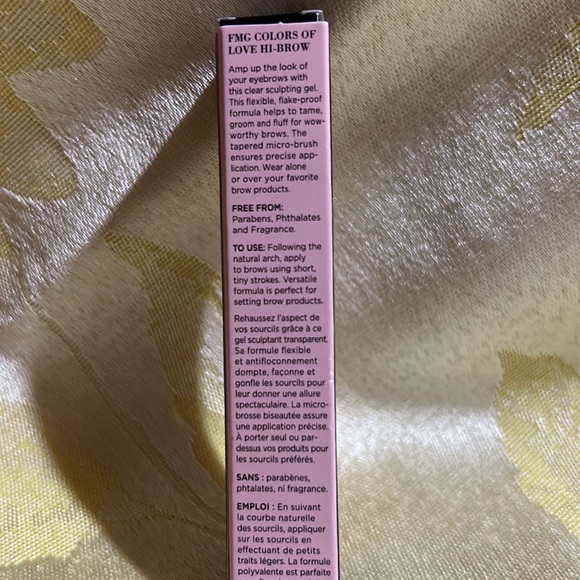 FMG COLORS OF
LOVE HI-BROW
Amp up the look of
your eyebrows with
this clear sculpting gel.
This flexible, flake-proof
formula helps to tame,
groom and fluff for wow-
worthy brows. The
tapered micro-brush
ensures precise app-
lication. Wear alone
or over your favorite
brow products.
FREE FROM:
Parabens, Phthalates
and Fragrance.
TO USE: Following the
natural arch, apply
to brows using short,
tiny strokes. Versatile
formula is perfect for
setting brow products.
Rehaussez l'aspect de
vos sourcils grâce à ce
gel sculptant transparent.
Sa formule flexible
et antifloconnement
dompte, façonne et
gonfle les sourcils pour
leur donner une allure
spectaculaire. La micro-
brosse biseautée assure
une application précise.
À porter seul ou par-
dessus vos produits pour
les sourcils préférés.
SANS : parabènes,
phtalates, ni fragrance.
EMPLOI : En suivant
la courbe naturelle
des sourcils, appliquer
sur les sourcils en
effectuant de petits
traits légers. La formule
polyvalente est parfaite